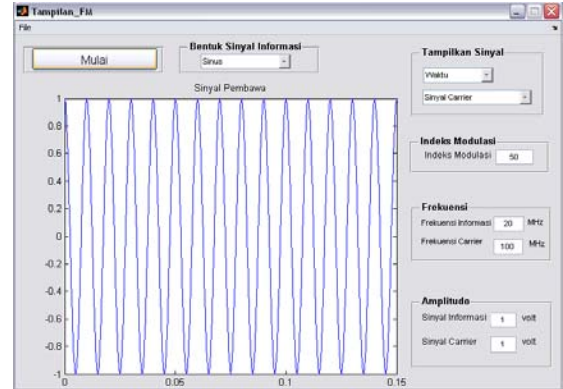 Tampilan_FM
File
Mulai
Bentuk Sinyal Informasi
Sinus
Tampilkan Sinyal
Waktu
Sinyal Carrier
Sinyal Pembawa
1
0.8
0.6
0.4
0.2
0
-0.2
-0.4
-0.6
-0.8
-1
0
0.05
0.1
0.15
Indeks Modulasi
Indeks Modulasi 50
Frekuensi
Frekuensi Informasi 20 MHz
Frekuensi Carrier 100 MHz
Amplitudo
Sinyal Informasi 1 volt
Sinyal Carrier 1 volt